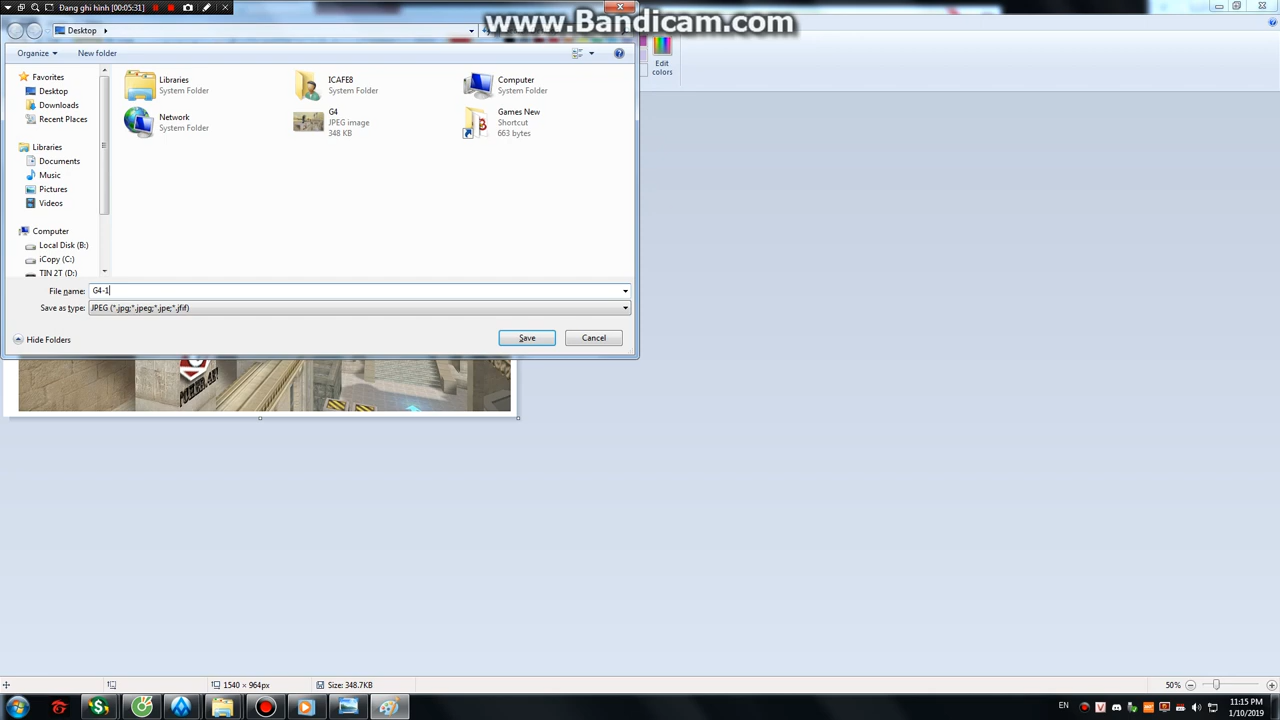 Đang ghi hình [00:05:31]
www.Bandicam.com
Desktop
Organize
New folder
Edit
colors
Favorites
Desktop
Downloads
Recent Places
Libraries
Documents
Music
Pictures
Videos
Computer
Local Disk (B:)
iCopy (C:)
TIN 2T (D:)
Libraries
System Folder
ICAFE8
System Folder
Computer
System Folder
Network
System Folder
G4
JPEG image
348 KB
Games New
Shortcut
663 bytes
File name: G4-1
Save as type: JPEG (*.jpg;*.jpeg;*.jpe;*.jfif)
Hide Folders
Save
Cancel
1540 × 964px
Size: 348.7KB
50%
EN
11:15 PM
1/10/2019